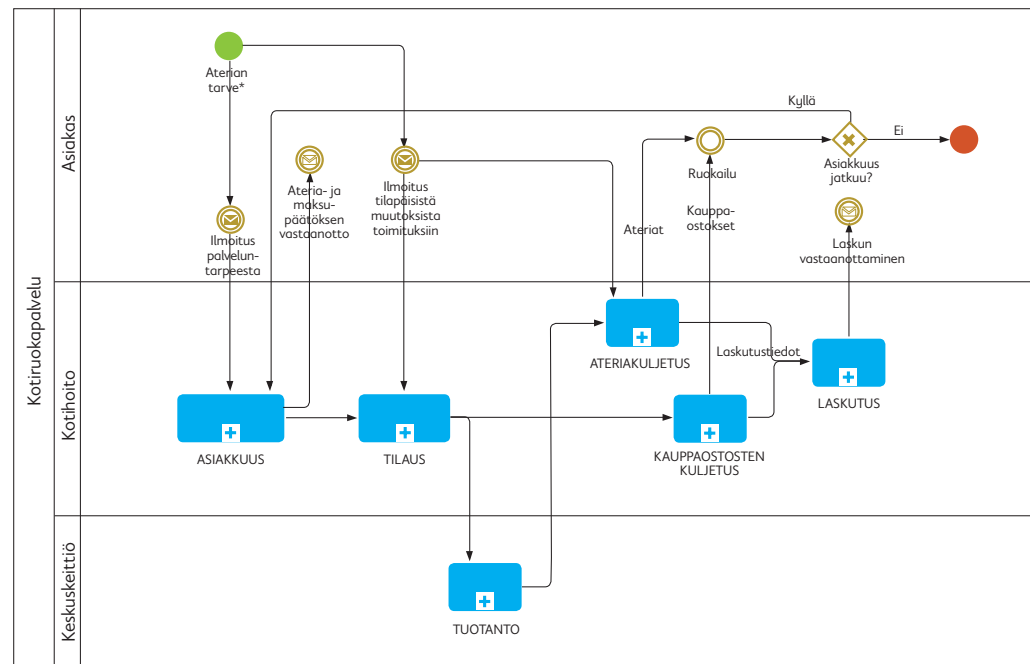 Kotiruokapalvelu
Asiakas
Aterian
tarve*
Kyllä
Ei
Asiakkuus
jatkuu?
Ruokailu
Ateria- ja
maksu-
päätöksen
vastaanotto
Ilmoitus
tilapäisistä
muutoksista
toimituksiin
Kauppa-
ostokset
Ateriat
Ilmoitus
palvelun-
tarpeesta
Laskun
vastaanottaminen
Kotihoito
ATERIAKULJETUS
Laskutustiedot
LASKUTUS
ASIAKKUUS
TILAUS
KAUPPAOSTOSTEN
KULJETUS
Keskuskeittiö
TUOTANTO